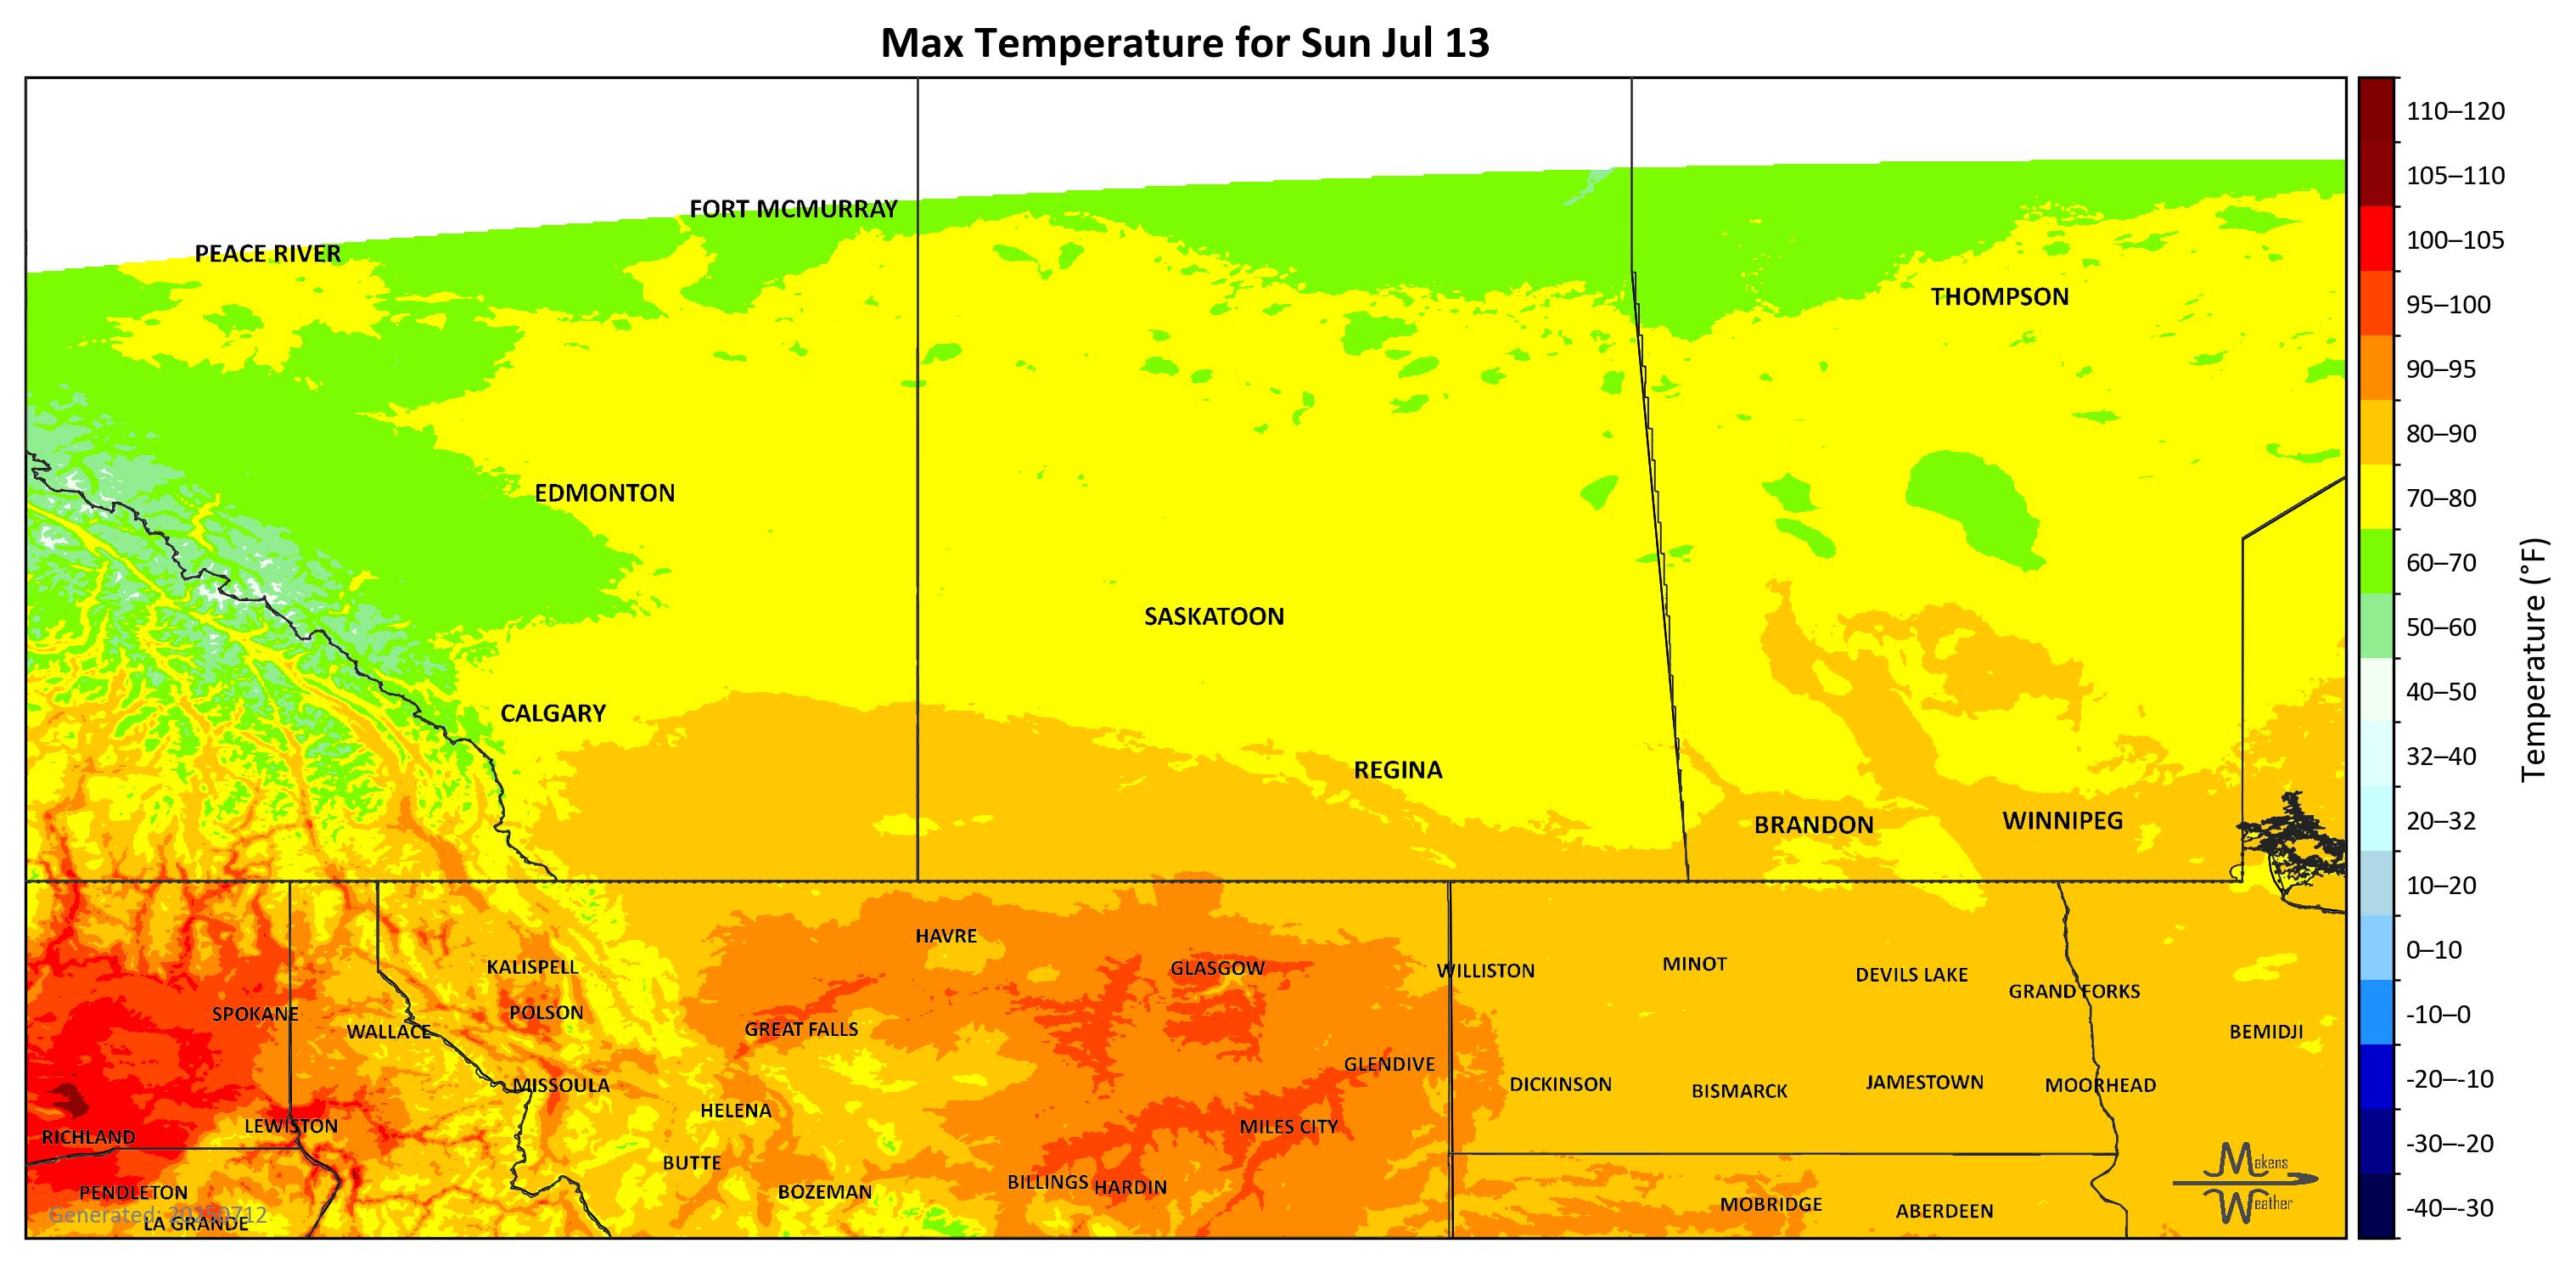 Max Temperature for Sun Jul 13
FORT MCMURRAY
PEACE RIVER
THOMPSON
EDMONTON
SASKATOON
CALGARY
REGINA
BRANDON
WINNIPEG
HAVRE
KALISPELL
GLASGOW
WILLISTON
MINOT
DEVILS LAKE
GRAND FORKS
SPOKANE
POLSON
WALLACE
GREAT FALLS
BEMIDJI
GLENDIVE
MISSOULA
DICKINSON
BISMARCK
JAMESTOWN
MOORHEAD
HELENA
LEWISTON
MILES CITY
RICHLAND
BUTTE
BILLINGS
HARDIN
PENDLETON
BOZEMAN
MOBRIDGE
ABERDEEN
LA GRANDE
Generated: 20250712
Makens
Weather
110–120
105–110
100–105
95–100
90–95
80–90
70–80
60–70
50–60
40–50
32–40
20–32
10–20
0–10
-10–0
-20–-10
-30–-20
-40–-30
Temperature (°F)